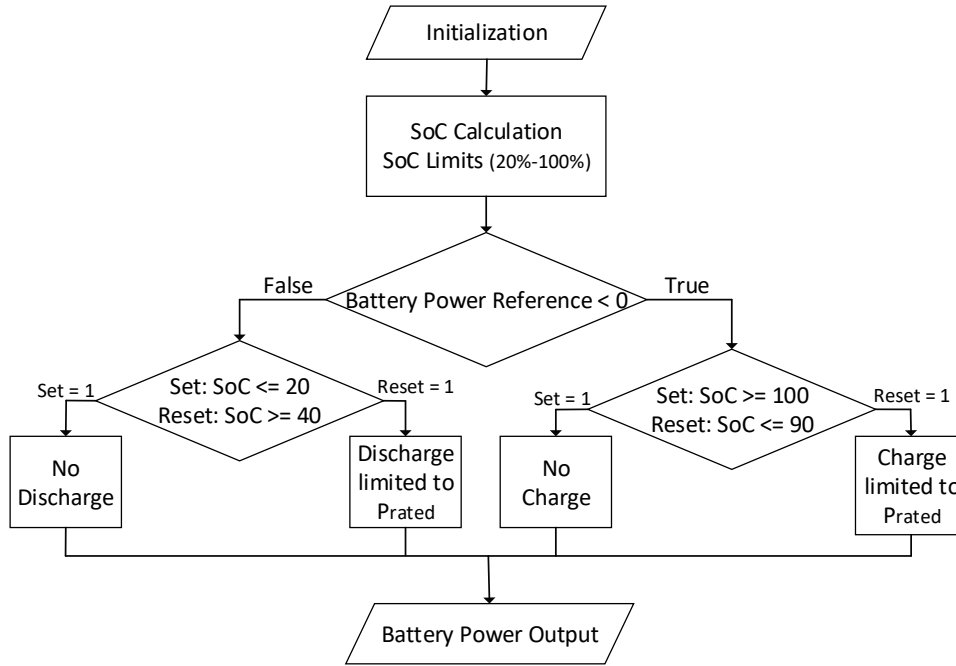 Initialization
SoC Calculation
SoC Limits (20%-100%)
False
True
Battery Power Reference < 0
Set = 1
Set: SoC <= 20
Reset: SoC >= 40
Reset = 1
Set = 1
Set: SoC >= 100
Reset: SoC <= 90
Reset = 1
No
Discharge
Discharge
limited to
Prated
No
Charge
Charge
limited to
Prated
Battery Power Output